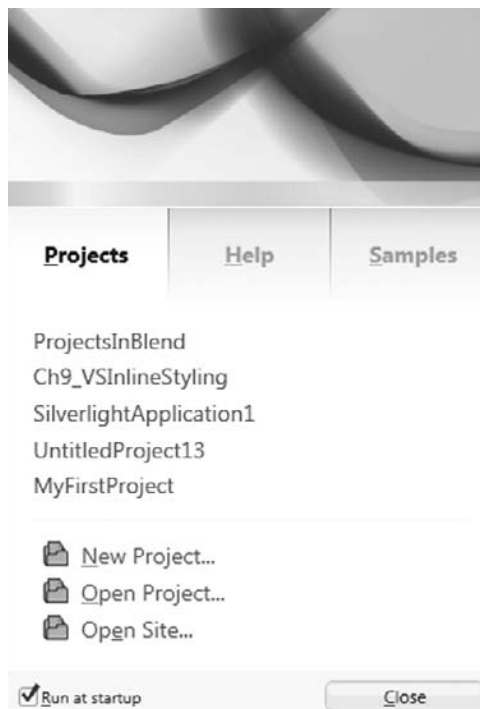 Projects Help Samples
ProjectsInBlend
Ch9_VSInlineStyling
SilverlightApplication1
UntitledProject13
MyFirstProject
New Project...
Open Project...
Open Site...
Run at startup Close